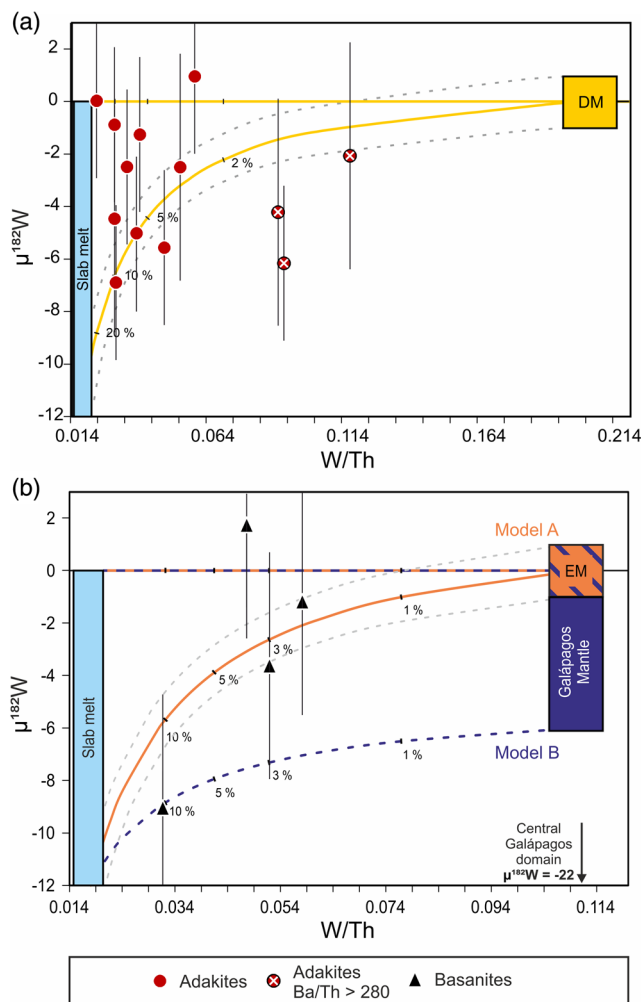 (a)
2
0
-2
-4
-6
-8
-10
-12
μ¹⁸²W
Slab melt
DM
2 %
5 %
10 %
20 %
0.014
0.064
0.114
0.164
0.214
W/Th
(b)
2
0
-2
-4
-6
-8
-10
-12
μ¹⁸²W
Slab melt
Model A
EM
Galápagos
Mantle
1 %
3 %
5 %
10 %
Model B
1 %
3 %
5 %
10 %
Central
Galápagos
domain
μ¹⁸²W = -22
0.014
0.034
0.054
0.074
0.094
0.114
W/Th
Adakites
Adakites
Ba/Th > 280
Basanites